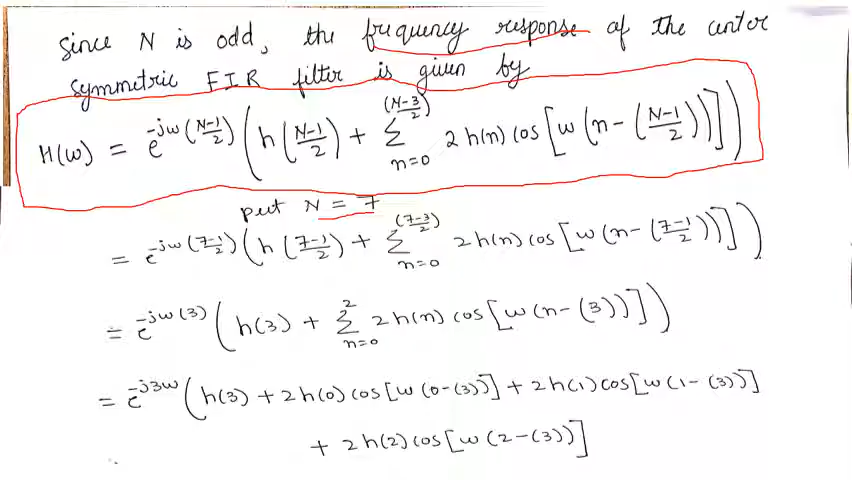 Since N is odd, the frequency response of the center
symmetric FIR filter is given by
H(w) = e^{-jw(N-1/2)} ( h(N-1/2) + Σ_{n=0}^{(N-3/2)} 2 h(n) cos [w(n-(N-1/2))] )
put N = 7
= e^{-jw(7-1/2)} ( h(7-1/2) + Σ_{n=0}^{(7-3/2)} 2h(n) cos [w(n-(7-1/2))] )
= e^{-jw(3)} ( h(3) + Σ_{n=0}^{2} 2h(n) cos [w(n-(3))] )
= e^{-j3w} ( h(3) + 2h(0) cos [w(0-(3))] + 2h(1) cos [w(1-(3))]
+ 2h(2) cos [w(2-(3))]